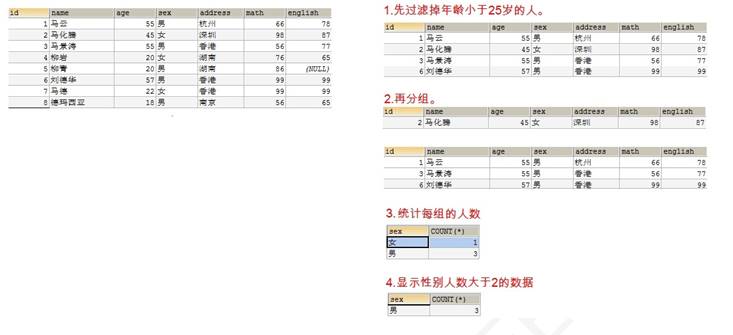 id name age sex address math english
1 马云 55 男 杭州 66 78
2 马化腾 45 女 深圳 98 87
3 马景涛 55 男 香港 56 77
4 柳岩 20 女 湖南 76 65
5 柳青 20 男 湖南 86 (NULL)
6 刘德华 57 男 香港 99 99
7 马德 22 女 香港 99 99
8 德玛西亚 18 男 南京 56 65
1.先过滤掉年龄小于25岁的人。
id name age sex address math english
1 马云 55 男 杭州 66 78
2 马化腾 45 女 深圳 98 87
3 马景涛 55 男 香港 56 77
6 刘德华 57 男 香港 99 99
2.再分组。
id name age sex address math english
2 马化腾 45 女 深圳 98 87
id name age sex address math english
1 马云 55 男 杭州 66 78
3 马景涛 55 男 香港 56 77
6 刘德华 57 男 香港 99 99
3.统计每组的人数
sex COUNT(*)
女 1
男 3
4.显示性别人数大于2的数据
sex COUNT(*)
男 3